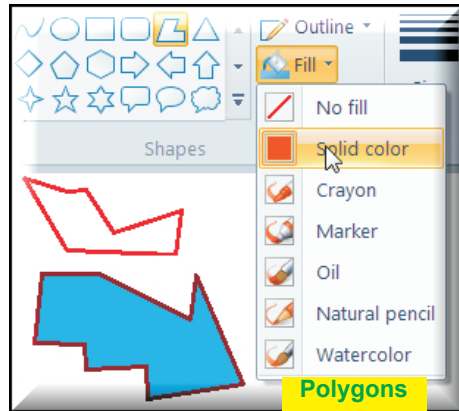 Outline
Fill
Shapes
No fill
Solid color
Crayon
Marker
Oil
Natural pencil
Watercolor
Polygons